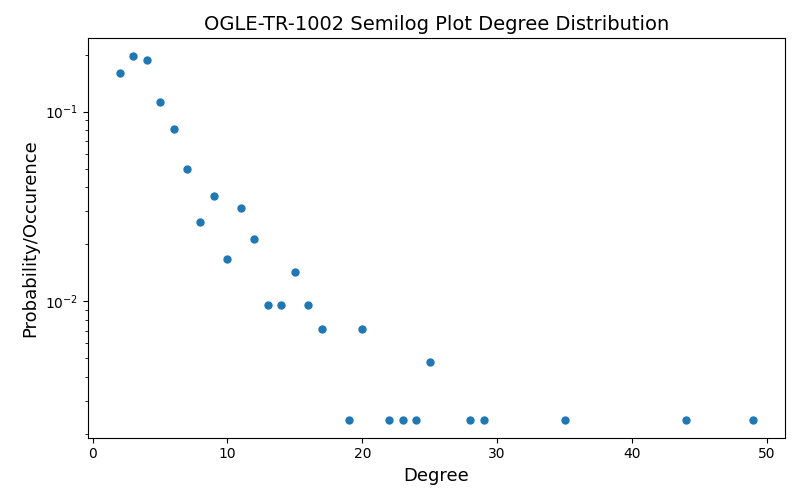 OGLE-TR-1002 Semilog Plot Degree Distribution
Probability/Occurence
10⁻¹
10⁻²
0 10 20 30 40 50
Degree